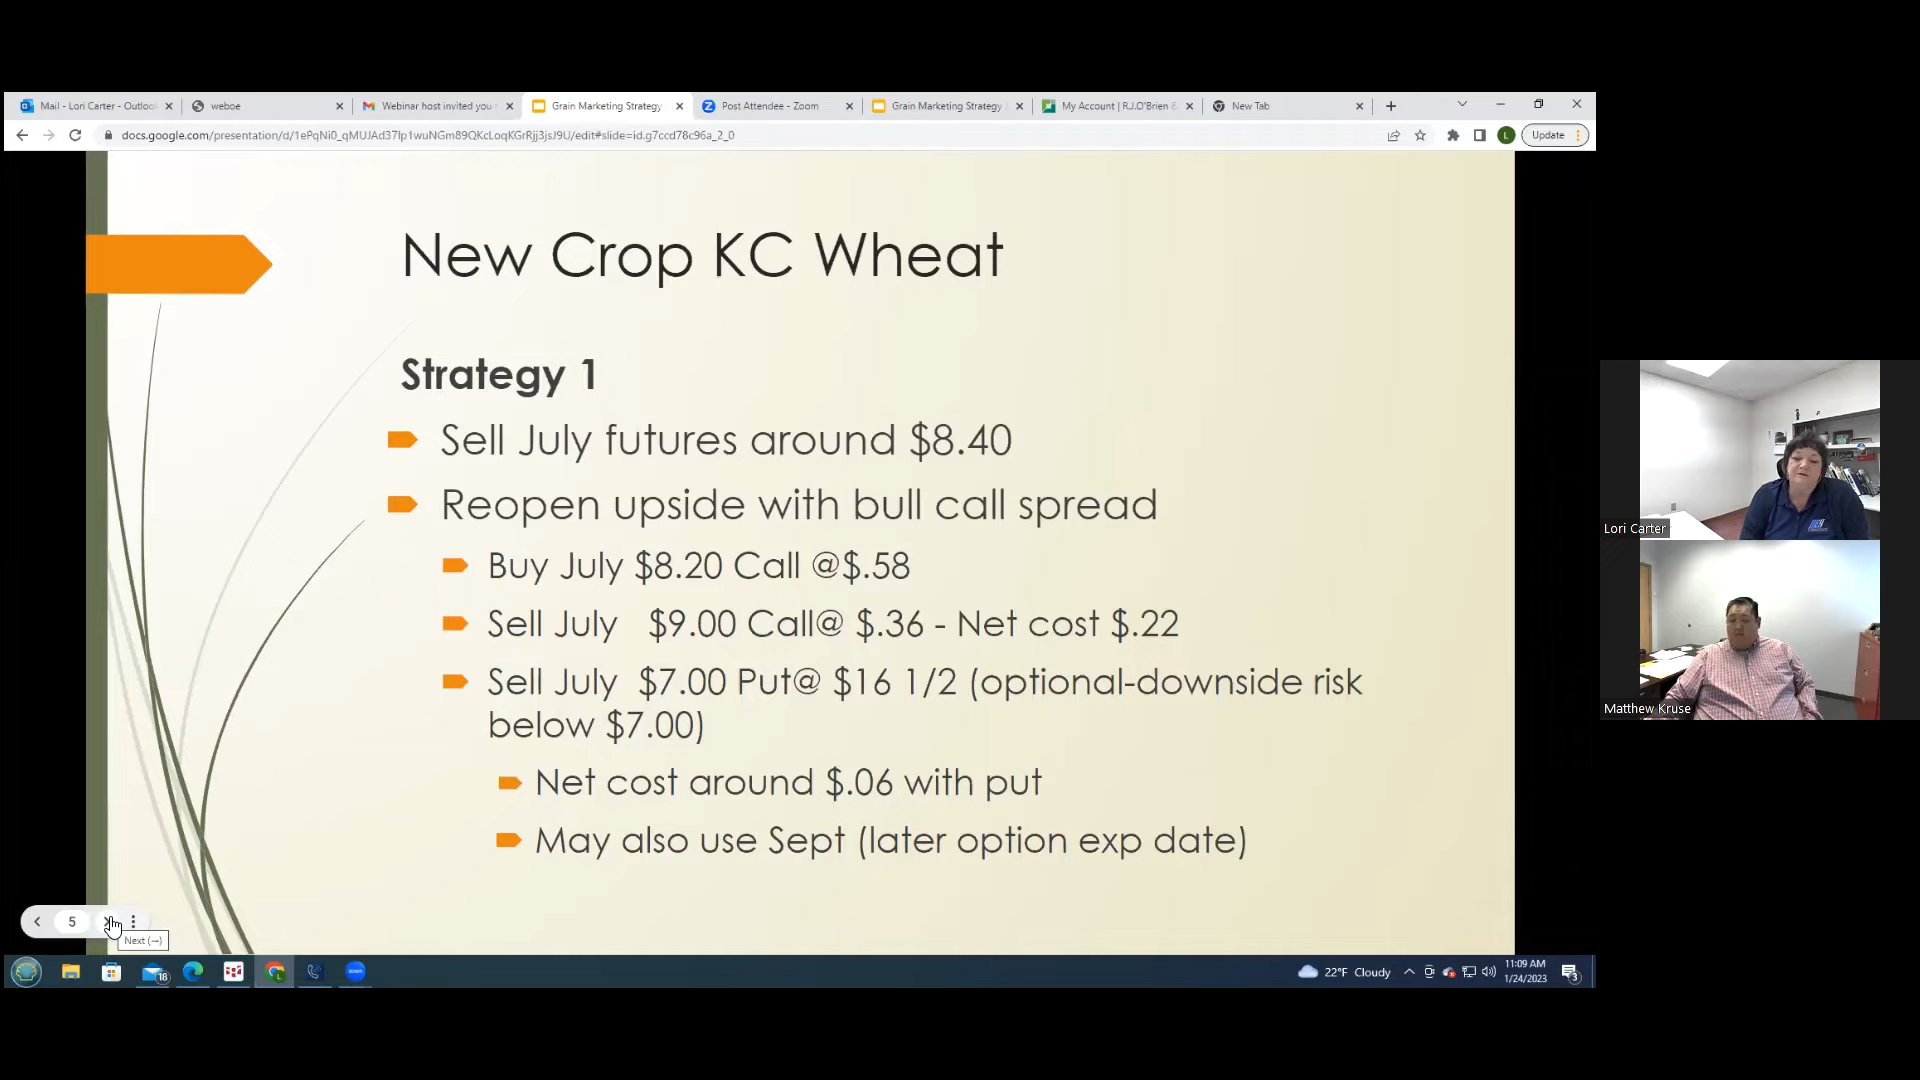 Mail - Lori Carter - Outloo
weboe
Webinar host invited you
Grain Marketing Strategy
Post Attendee - Zoom
Grain Marketing Strategy
My Account | R.J.O'Brien &
New Tab
docs.google.com/presentation/d/1ePqNi0_qMUJAd37Ip1wuNGm89QKcLoqKGrRjj3jsJ9U/edit#slide=id.g7ccd78c96a_2_0
L
Update
New Crop KC Wheat
Strategy 1
Sell July futures around $8.40
Reopen upside with bull call spread
Buy July $8.20 Call @$.58
Sell July $9.00 Call@ $.36 - Net cost $.22
Sell July $7.00 Put@ $16 1/2 (optional-downside risk
below $7.00)
Net cost around $.06 with put
May also use Sept (later option exp date)
5
Next (→)
Lori Carter
Matthew Kruse
18
zoom
22°F Cloudy
11:09 AM
1/24/2023
3